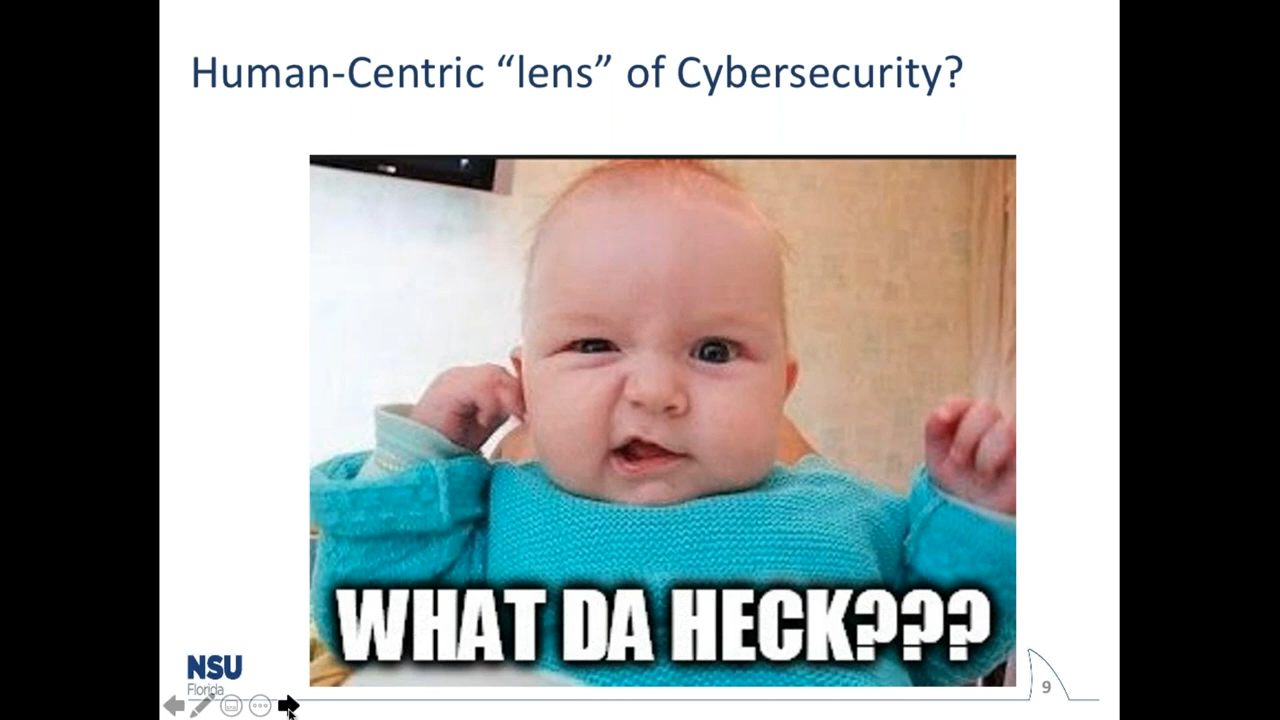 Human-Centric “lens” of Cybersecurity?
WHAT DA HECK???
NSU
Florida
9